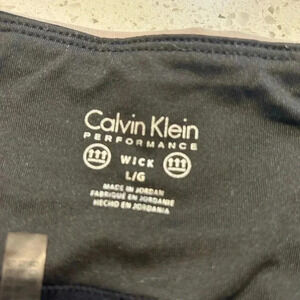 Calvin Klein
PERFORMANCE
WICK
L/G
MADE IN JORDAN
FABRIQUÉ EN JORDANIE
HECHO EN JORDANIA